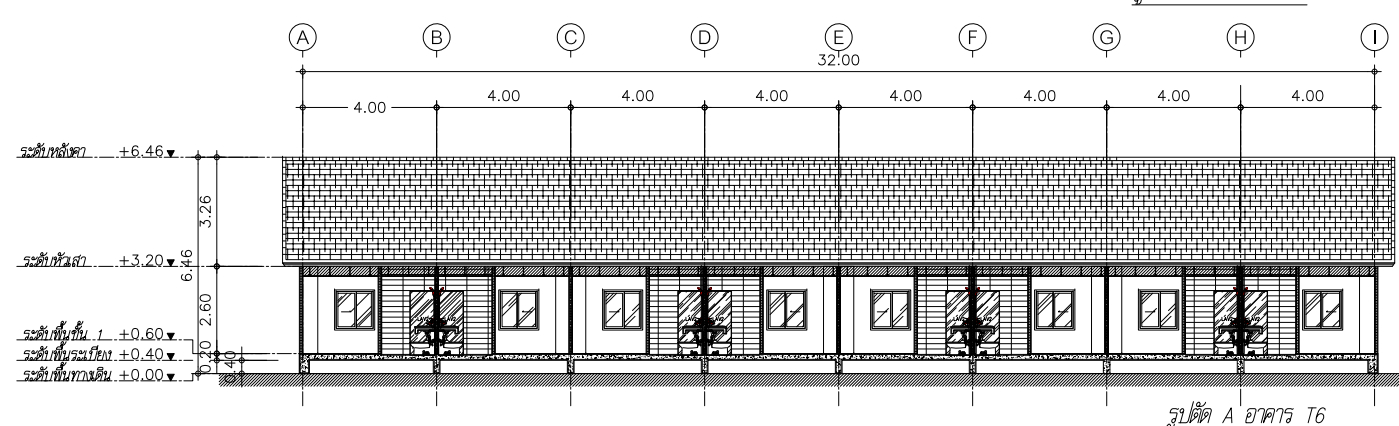 A B C D E F G H I
32.00
4.00 4.00 4.00 4.00 4.00 4.00 4.00 4.00
ระดับหลังคา +6.46
3.26
6.46
ระดับหัวเสา +3.20
2.60
ระดับพื้นชั้น 1 +0.60
0.20
ระดับพื้นระเบียง +0.40
0.40
ระดับพื้นทางเดิน +0.00
รูปตัด A อาคาร T6